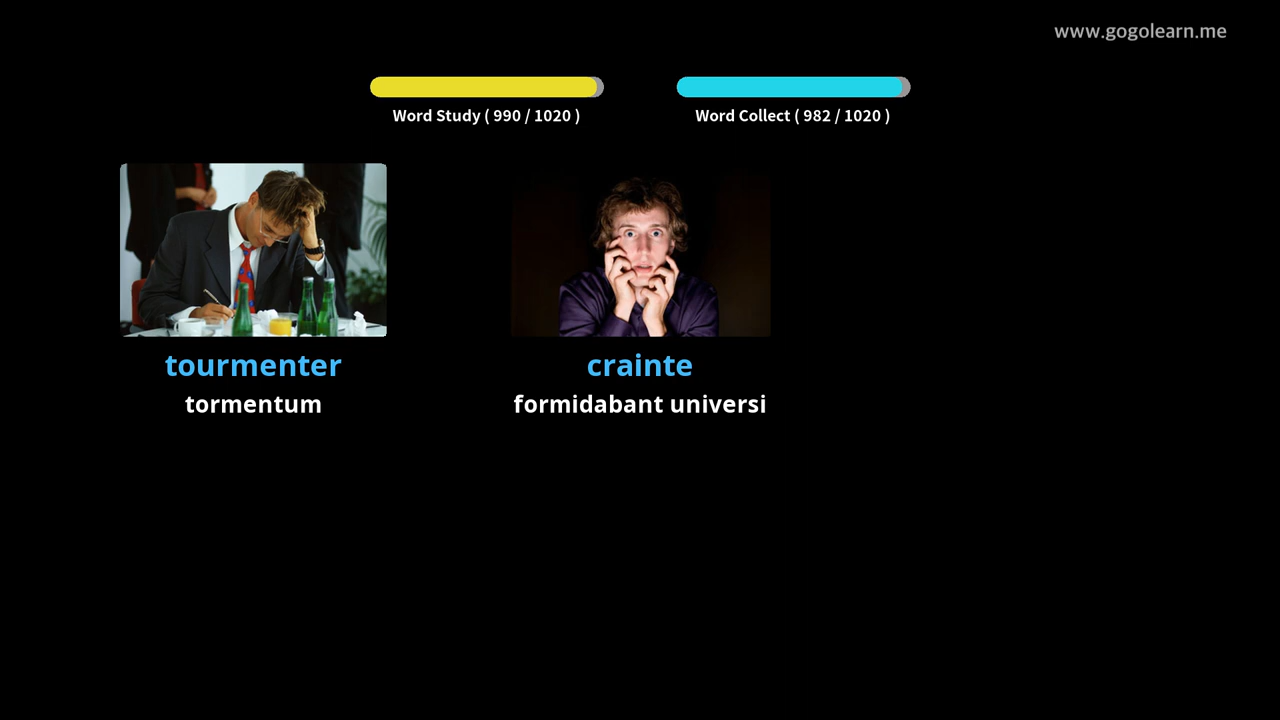 www.gogolearn.me
Word Study ( 990 / 1020 )
Word Collect ( 982 / 1020 )
tourmenter
tormentum
crainte
formidabant universi